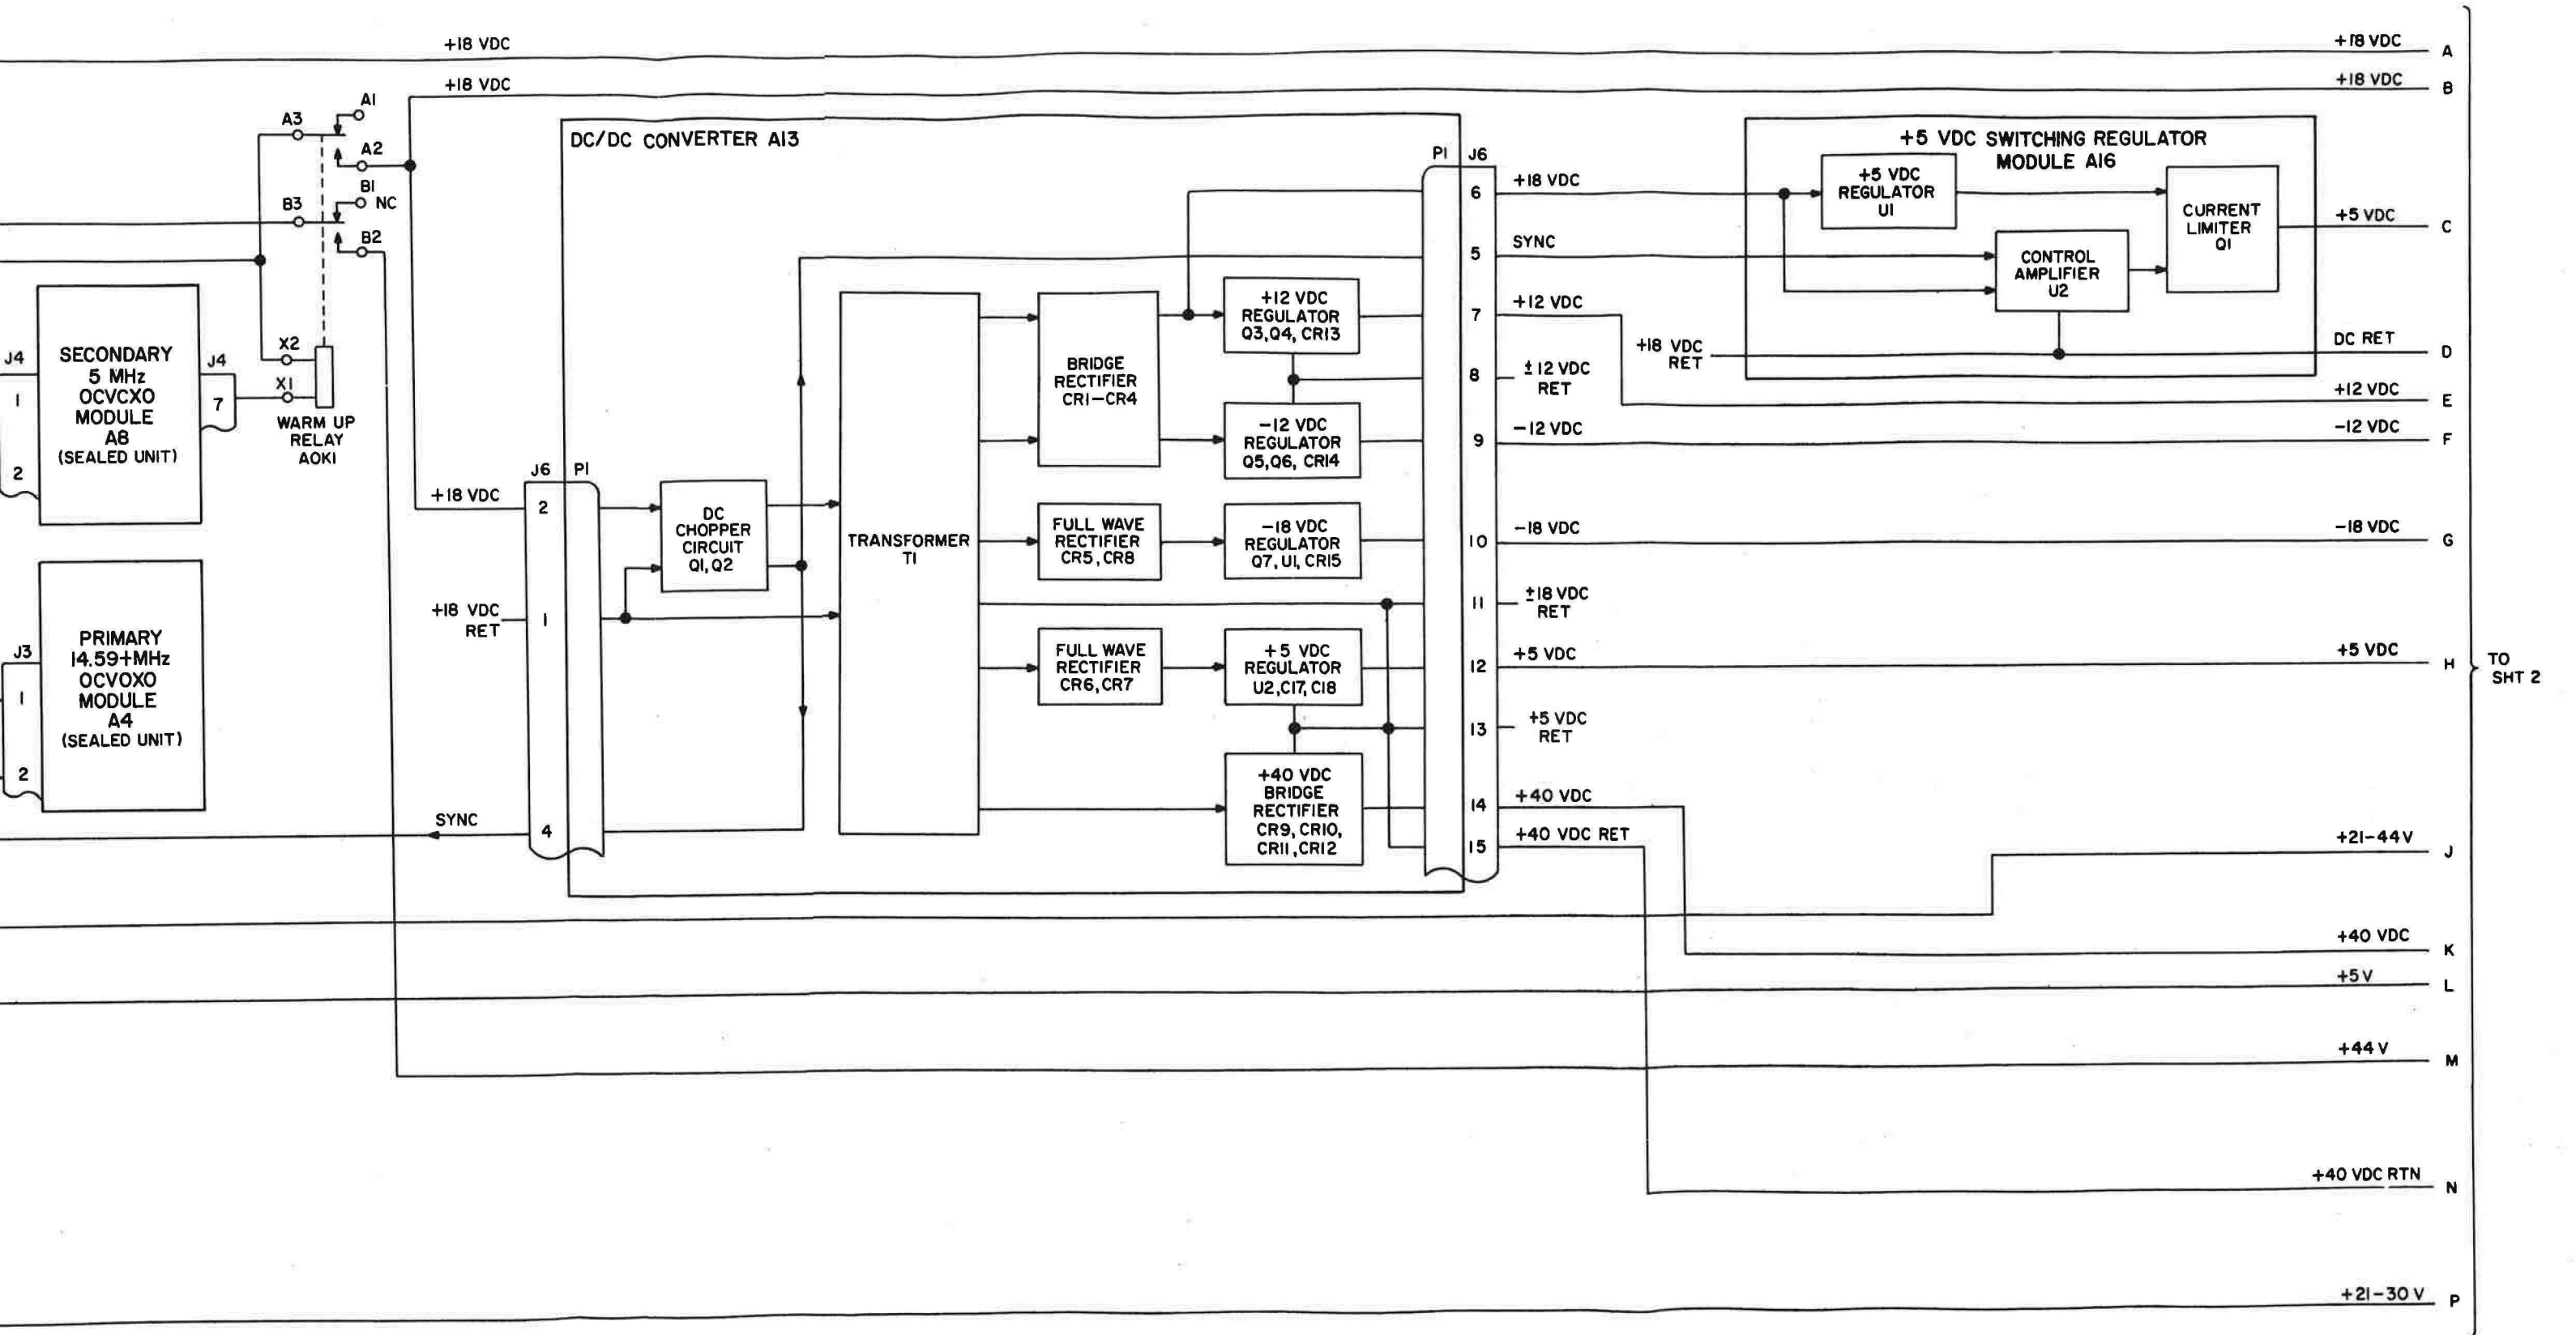 +18 VDC
+18 VDC
A
+18 VDC
+18 VDC
B
A1
A3
A2
B1
NC
B3
B2
J4
1
2
SECONDARY
5 MHz
OCVCXO
MODULE
A8
(SEALED UNIT)
J4
7
X2
X1
WARM UP
RELAY
A0K1
J3
1
2
PRIMARY
14.59+MHz
OCVOXO
MODULE
A4
(SEALED UNIT)
DC/DC CONVERTER A13
+18 VDC
+18 VDC
RET
SYNC
J6
P1
2
1
4
DC
CHOPPER
CIRCUIT
Q1,Q2
TRANSFORMER
T1
BRIDGE
RECTIFIER
CR1-CR4
+12 VDC
REGULATOR
Q3,Q4, CR13
-12 VDC
REGULATOR
Q5,Q6, CR14
FULL WAVE
RECTIFIER
CR5,CR8
-18 VDC
REGULATOR
Q7,U1,CR15
FULL WAVE
RECTIFIER
CR6,CR7
+5 VDC
REGULATOR
U2,C17,C18
+40 VDC
BRIDGE
RECTIFIER
CR9,CR10,
CR11,CR12
P1
J6
6
+18 VDC
5
SYNC
7
+12 VDC
8
±12 VDC
RET
9
-12 VDC
10
-18 VDC
11
±18 VDC
RET
12
+5 VDC
13
+5 VDC
RET
14
+40 VDC
15
+40 VDC RET
+5 VDC SWITCHING REGULATOR
MODULE A16
+5 VDC
REGULATOR
U1
CONTROL
AMPLIFIER
U2
CURRENT
LIMITER
Q1
+18 VDC
RET
+5 VDC
C
DC RET
D
+12 VDC
E
-12 VDC
F
-18 VDC
G
+5 VDC
H
TO
SHT 2
+21-44V
J
+40 VDC
K
+5V
L
+44V
M
+40 VDC RTN
N
+21-30V
P